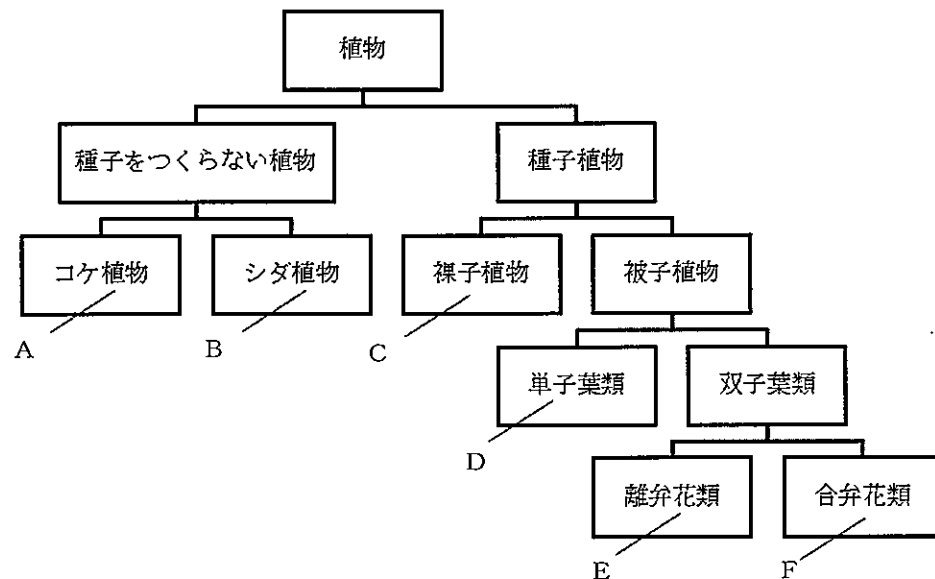 植物
種子をつくらない植物
種子植物
コケ植物
シダ植物
裸子植物
被子植物
A
B
C
単子葉類
双子葉類
D
離弁花類
合弁花類
E
F